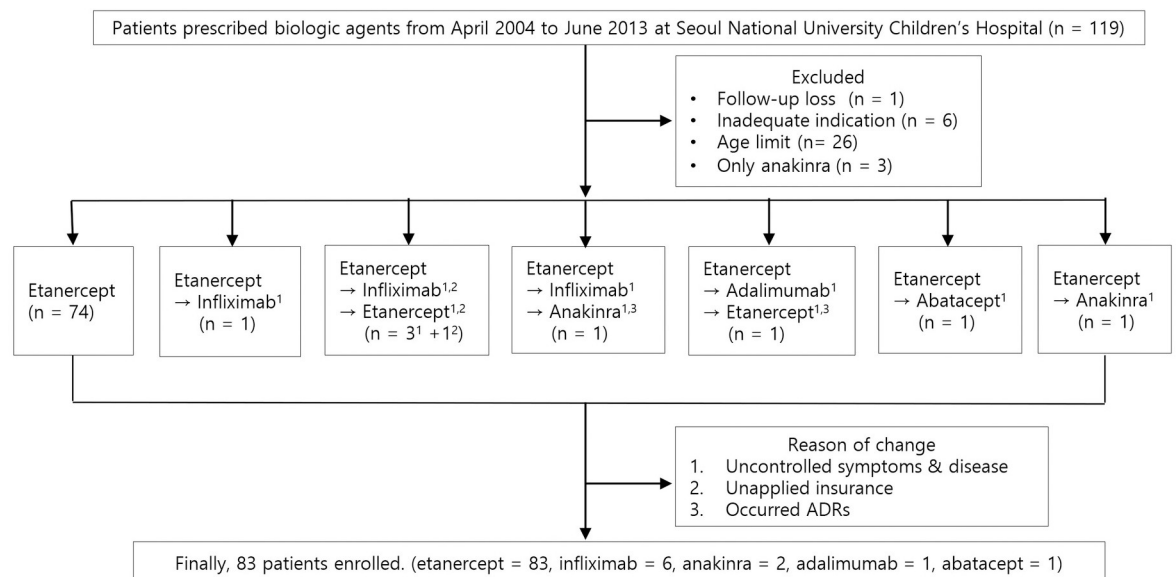 Patients prescribed biologic agents from April 2004 to June 2013 at Seoul National University Children's Hospital (n = 119)
Excluded
• Follow-up loss (n = 1)
• Inadequate indication (n = 6)
• Age limit (n= 26)
• Only anakinra (n = 3)
Etanercept
(n = 74)
Etanercept
→ Infliximab¹
(n = 1)
Etanercept
→ Infliximab¹,²
→ Etanercept¹,²
(n = 3¹ +1²)
Etanercept
→ Infliximab¹
→ Anakinra¹,³
(n = 1)
Etanercept
→ Adalimumab¹
→ Etanercept¹,³
(n = 1)
Etanercept
→ Abatacept¹
(n = 1)
Etanercept
→ Anakinra¹
(n = 1)
Reason of change
1. Uncontrolled symptoms & disease
2. Unapplied insurance
3. Occurred ADRs
Finally, 83 patients enrolled. (etanercept = 83, infliximab = 6, anakinra = 2, adalimumab = 1, abatacept = 1)